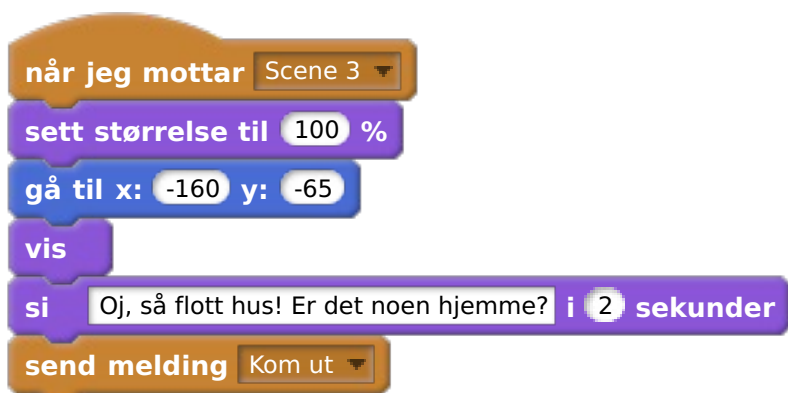 når jeg mottar Scene 3
sett størrelse til 100 %
gå til x: -160 y: -65
vis
si Oj, så flott hus! Er det noen hjemme? i 2 sekunder
send melding Kom ut